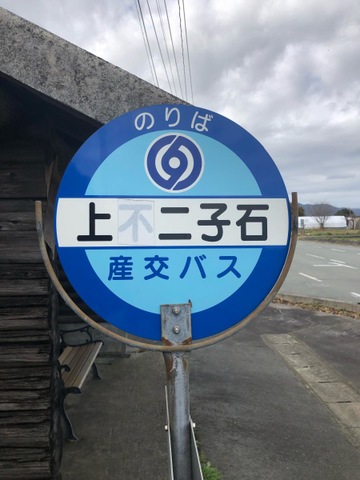 のりば
上不二子石
産交バス